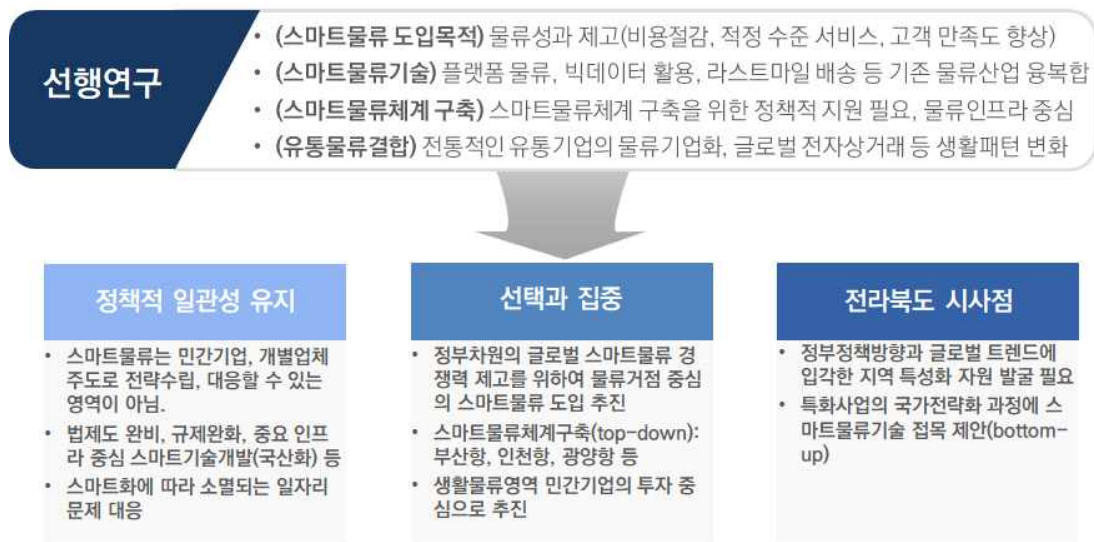 선행연구
• (스마트물류 도입목적) 물류성과 제고(비용절감, 적정 수준 서비스, 고객 만족도 향상)
• (스마트물류기술) 플랫폼 물류, 빅데이터 활용, 라스트마일 배송 등 기존 물류산업 융복합
• (스마트물류체계 구축) 스마트물류체계 구축을 위한 정책적 지원 필요, 물류인프라 중심
• (유통물류결합) 전통적인 유통기업의 물류기업화, 글로벌 전자상거래 등 생활패턴 변화
정책적 일관성 유지
• 스마트물류는 민간기업, 개별업체
주도로 전략수립, 대응할 수 있는
영역이 아님.
• 법제도 완비, 규제완화, 중요 인프
라 중심 스마트기술개발(국산화) 등
• 스마트화에 따라 소멸되는 일자리
문제 대응
선택과 집중
• 정부차원의 글로벌 스마트물류 경
쟁력 제고를 위하여 물류거점 중심
의 스마트물류 도입 추진
• 스마트물류체계구축(top-down):
부산항, 인천항, 광양항 등
• 생활물류영역 민간기업의 투자 중
심으로 추진
전라북도 시사점
• 정부정책방향과 글로벌 트렌드에
입각한 지역 특성화 자원 발굴 필요
• 특화사업의 국가전략화 과정에 스
마트물류기술 접목 제안(bottom-
up)